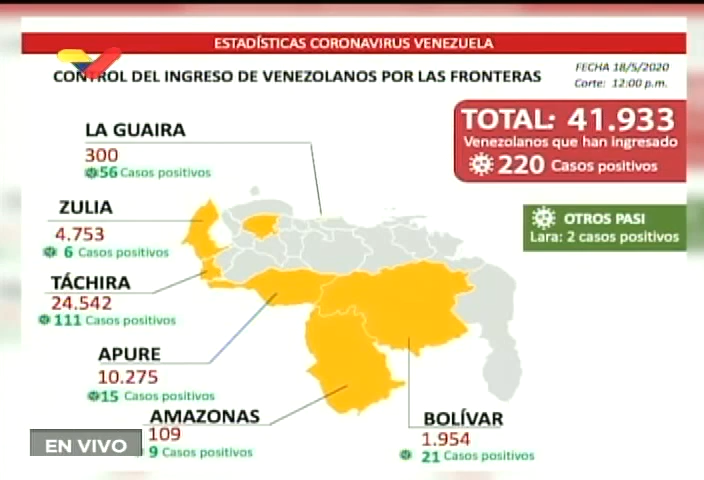 ESTADÍSTICAS CORONAVIRUS VENEZUELA
CONTROL DEL INGRESO DE VENEZOLANOS POR LAS FRONTERAS
FECHA 18/5/2020
Corte: 12:00 p.m.
TOTAL: 41.933
Venezolanos que han ingresado
220 Casos positivos
OTROS PASI
Lara: 2 casos positivos
LA GUAIRA
300
56 Casos positivos
ZULIA
4.753
6 Casos positivos
TÁCHIRA
24.542
111 Casos positivos
APURE
10.275
15 Casos positivos
AMAZONAS
109
9 Casos positivos
BOLÍVAR
1.954
21 Casos positivos
EN VIVO